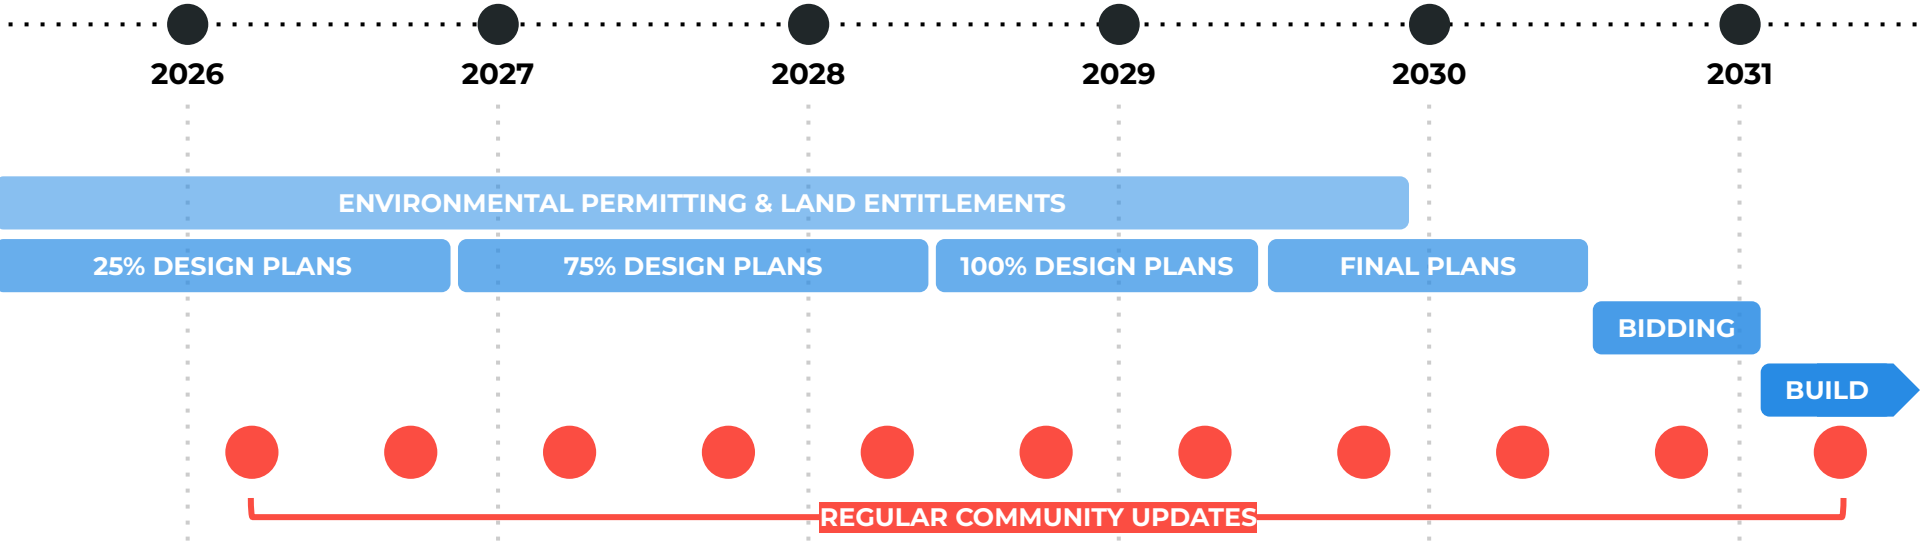 2026 2027 2028 2029 2030 2031
ENVIRONMENTAL PERMITTING & LAND ENTITLEMENTS
25% DESIGN PLANS 75% DESIGN PLANS 100% DESIGN PLANS FINAL PLANS
BIDDING
BUILD
REGULAR COMMUNITY UPDATES